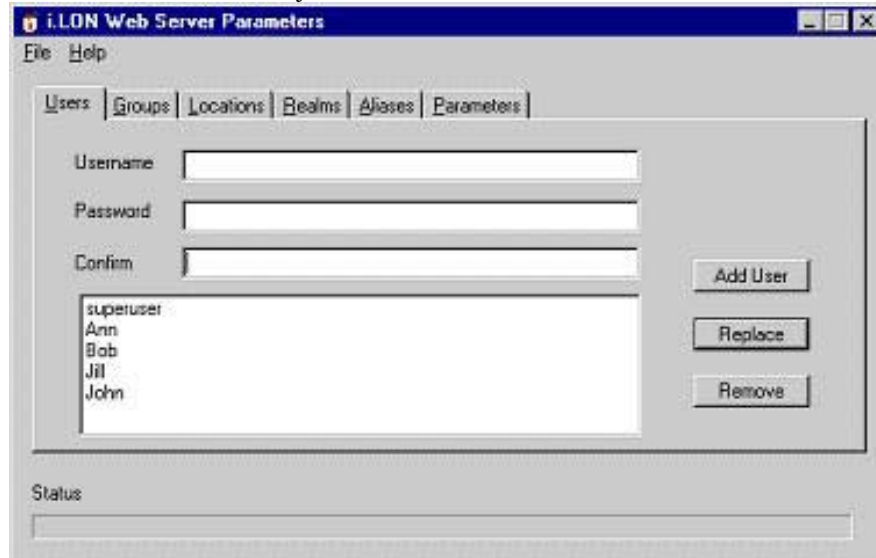 i.LON Web Server Parameters
File Help
Users Groups Locations Realms Aliases Parameters
Username
Password
Confirm
Add User
superuser
Ann
Replace
Bob
Jill
John
Remove
Status